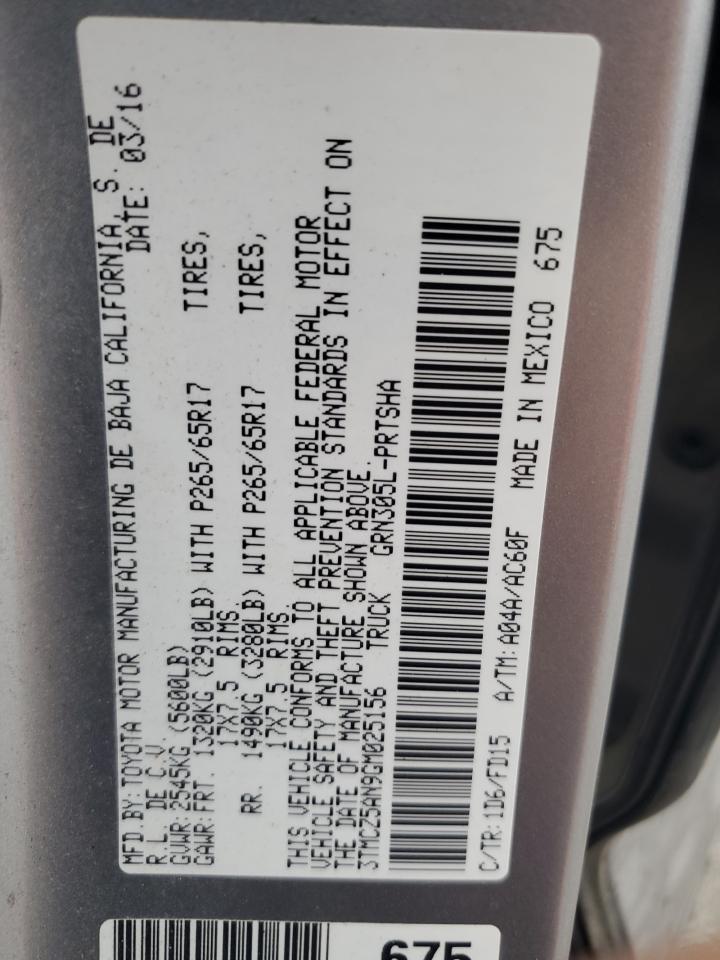 MFD.BY: TOYOTA MOTOR MANUFACTURING DE BAJA CALIFORNIA, S. DE
R.L. DE C.V. DATE: 03/16
GVWR: 2545KG (5600LB)
GAWR: FRT. 1320KG (2910LB) WITH P265/65R17 TIRES,
17X7.5 RIMS.
RR. 1490KG (3280LB) WITH P265/65R17 TIRES,
17X7.5 RIMS.
THIS VEHICLE CONFORMS TO ALL APPLICABLE FEDERAL MOTOR
VEHICLE SAFETY AND THEFT PREVENTION STANDARDS IN EFFECT ON
THE DATE OF MANUFACTURE SHOWN ABOVE.
3TMCZ5AN9GM025156 TRUCK GRN305L-PRTSHA
C/TR: 1D6/FD15 A/TM: A04A/AC60F MADE IN MEXICO 675
675